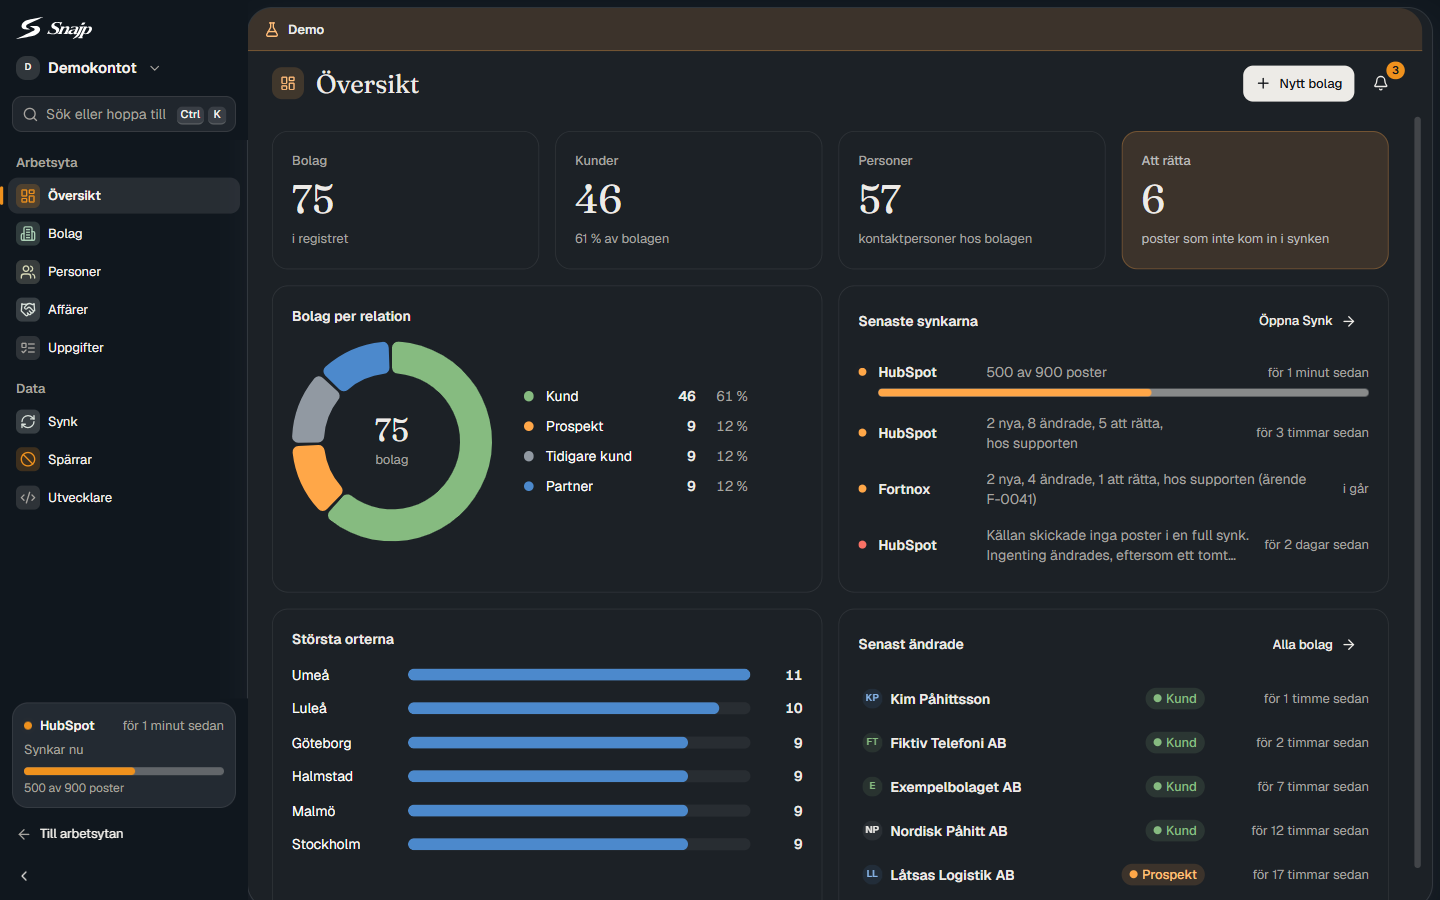 Snajp
D Demokontot
Sök eller hoppa till Ctrl K
Arbetsyta
Översikt
Bolag
Personer
Affärer
Uppgifter
Data
Synk
Spärrar
Utvecklare
HubSpot för 1 minut sedan
Synkar nu
500 av 900 poster
Till arbetsytan
Demo
Översikt
Nytt bolag
3
Bolag
75
i registret
Kunder
46
61 % av bolagen
Personer
57
kontaktpersoner hos bolagen
Att rätta
6
poster som inte kom in i synken
Bolag per relation
75
bolag
Kund 46 61 %
Prospekt 9 12 %
Tidigare kund 9 12 %
Partner 9 12 %
Senaste synkarna Öppna Synk
HubSpot 500 av 900 poster för 1 minut sedan
HubSpot 2 nya, 8 ändrade, 5 att rätta, för 3 timmar sedan
hos supporten
Fortnox 2 nya, 4 ändrade, 1 att rätta, hos supporten (ärende i går
F-0041)
HubSpot Källan skickade inga poster i en full synk. för 2 dagar sedan
Ingenting ändrades, eftersom ett tomt…
Största orterna
Umeå 11
Luleå 10
Göteborg 9
Halmstad 9
Malmö 9
Stockholm 9
Senast ändrade Alla bolag
KP Kim Påhittsson Kund för 1 timme sedan
FT Fiktiv Telefoni AB Kund för 2 timmar sedan
E Exempelbolaget AB Kund för 7 timmar sedan
NP Nordisk Påhitt AB Kund för 12 timmar sedan
LL Låtsas Logistik AB Prospekt för 17 timmar sedan